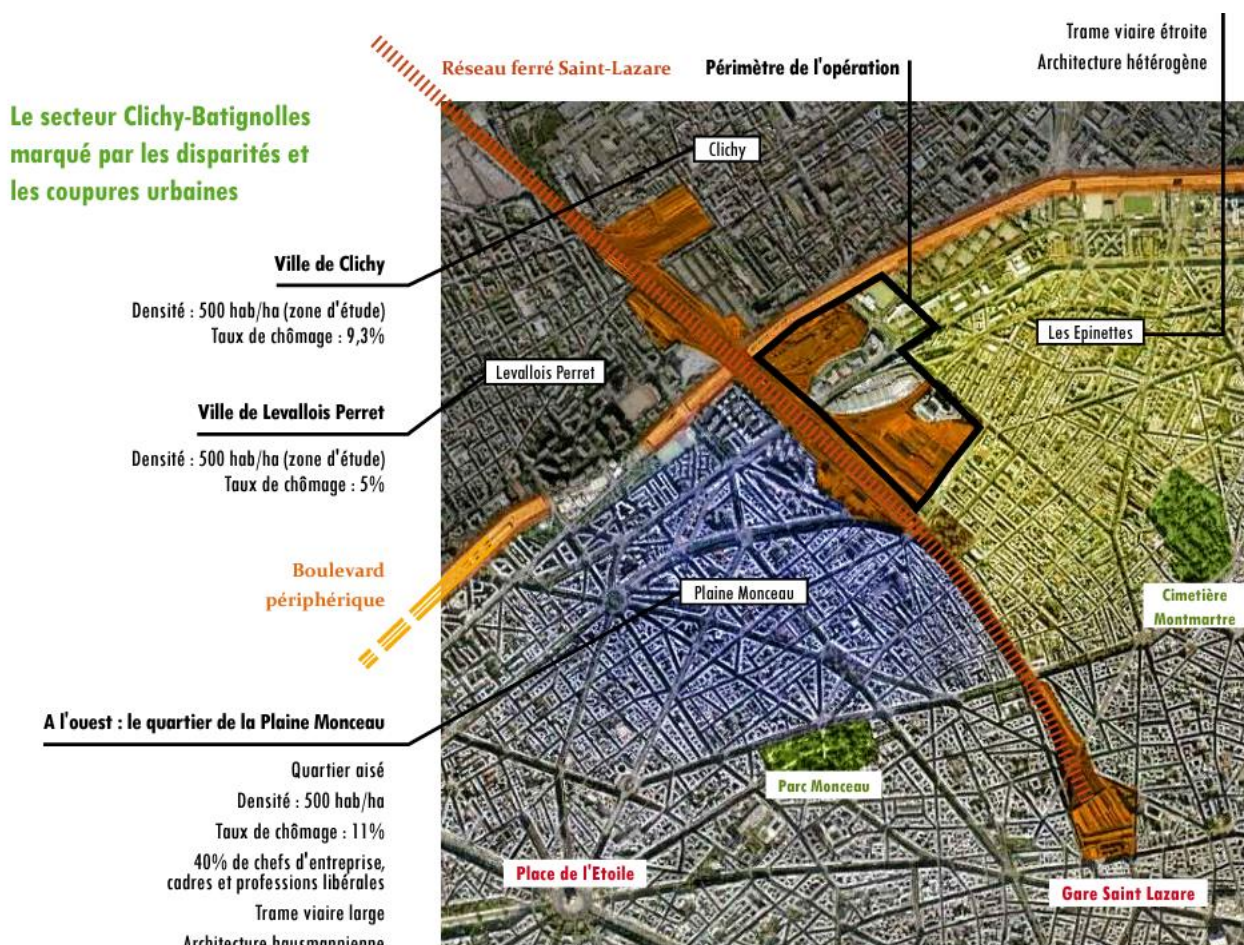 Trame viaire étroite
Architecture hétérogène
Réseau ferré Saint-Lazare
Périmètre de l'opération
Le secteur Clichy-Batignolles
marqué par les disparités et
les coupures urbaines
Clichy
Ville de Clichy
Densité : 500 hab/ha (zone d'étude)
Taux de chômage : 9,3%
Les Epinettes
Levallois Perret
Ville de Levallois Perret
Densité : 500 hab/ha (zone d'étude)
Taux de chômage : 5%
Boulevard
périphérique
Plaine Monceau
Cimetière
Montmartre
A l'ouest : le quartier de la Plaine Monceau
Quartier aisé
Densité : 500 hab/ha
Taux de chômage : 11%
40% de chefs d'entreprise,
cadres et professions libérales
Trame viaire large
Architecture hausmannienne
Parc Monceau
Place de l'Etoile
Gare Saint Lazare